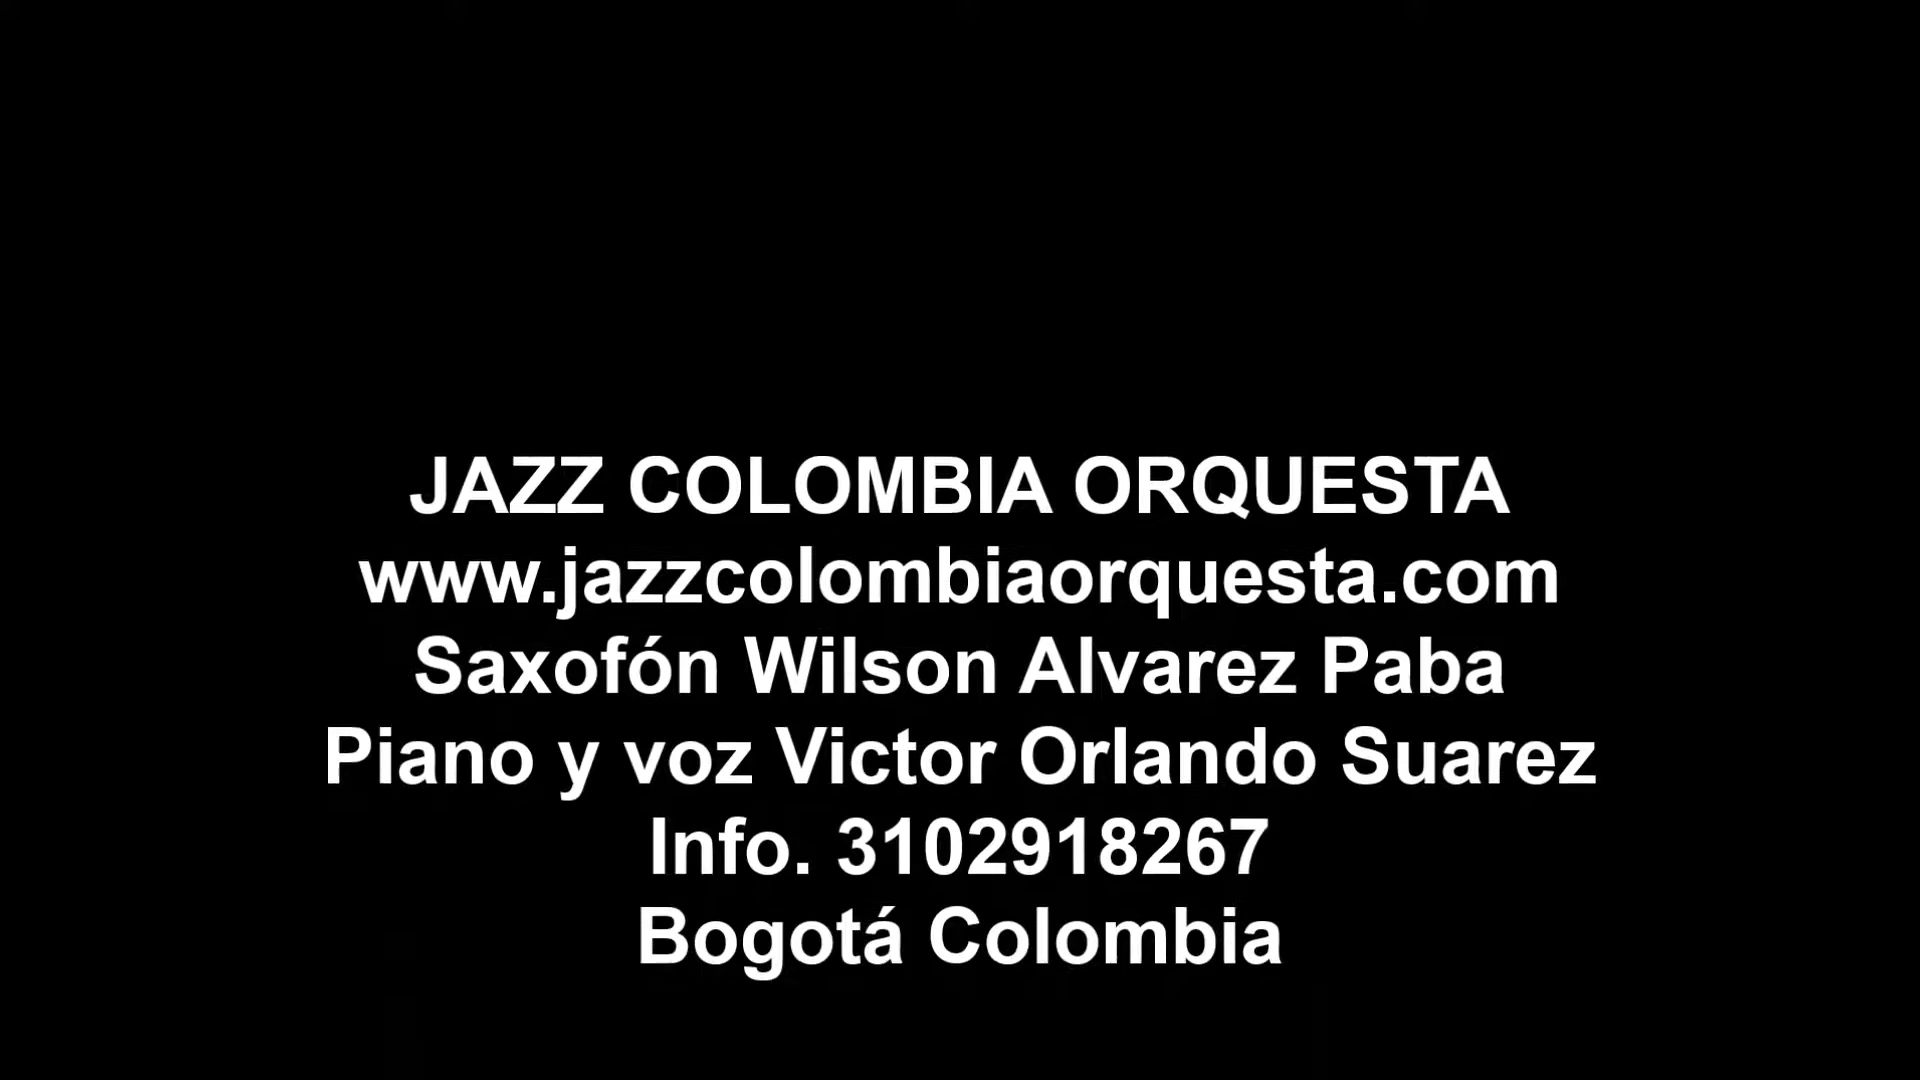 JAZZ COLOMBIA ORQUESTA
www.jazzcolombiaorquesta.com
Saxofón Wilson Alvarez Paba
Piano y voz Victor Orlando Suarez
Info. 3102918267
Bogotá Colombia